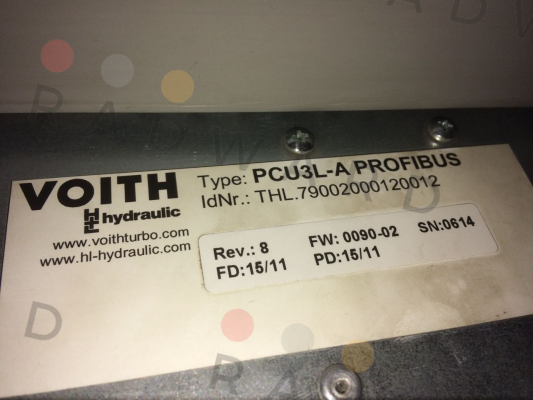 VOITH
HL hydraulic
www.voithturbo.com
www.hl-hydraulic.com
Type: PCU3L-A PROFIBUS
IdNr.: THL.79002000120012
Rev.: 8 FW: 0090-02 SN:0614
FD:15/11 PD:15/11